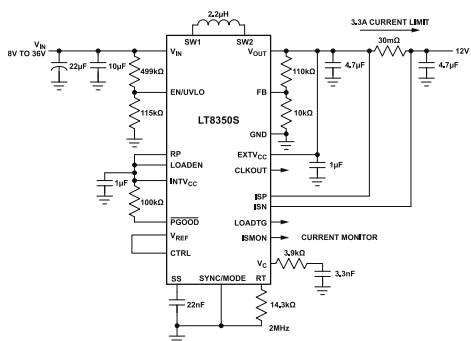 2.2µH
3.3A CURRENT LIMIT
SW1 SW2
30mΩ
VIN
8V TO 36V
VIN
VOUT
12V
22µF
10µF
499kΩ
110kΩ
4.7µF
4.7µF
EN/UVLO
FB
115kΩ
10kΩ
LT8350S
GND
RP
EXTVCC
LOADEN
CLKOUT
1µF
1µF
INTVCC
ISP
100kΩ
ISN
PGOOD
LOADTG
VREF
ISMON
CURRENT MONITOR
CTRL
3.9kΩ
VC
3.3nF
SS SYNC/MODE RT
22nF
14.3kΩ
2MHz